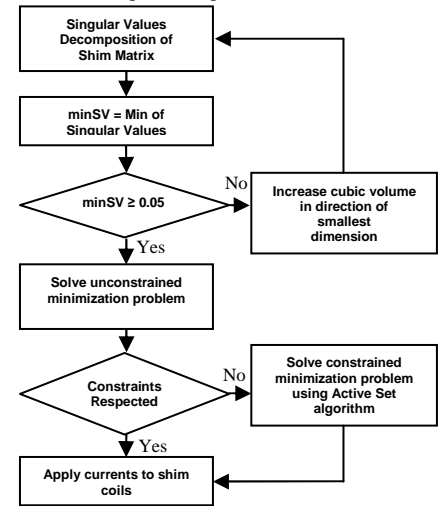 Singular Values
Decomposition of
Shim Matrix
minSV = Min of
Singular Values
minSV ≥ 0.05
No
Increase cubic volume
in direction of
smallest
dimension
Yes
Solve unconstrained
minimization problem
Constraints
Respected
No
Solve constrained
minimization problem
using Active Set
algorithm
Yes
Apply currents to shim
coils